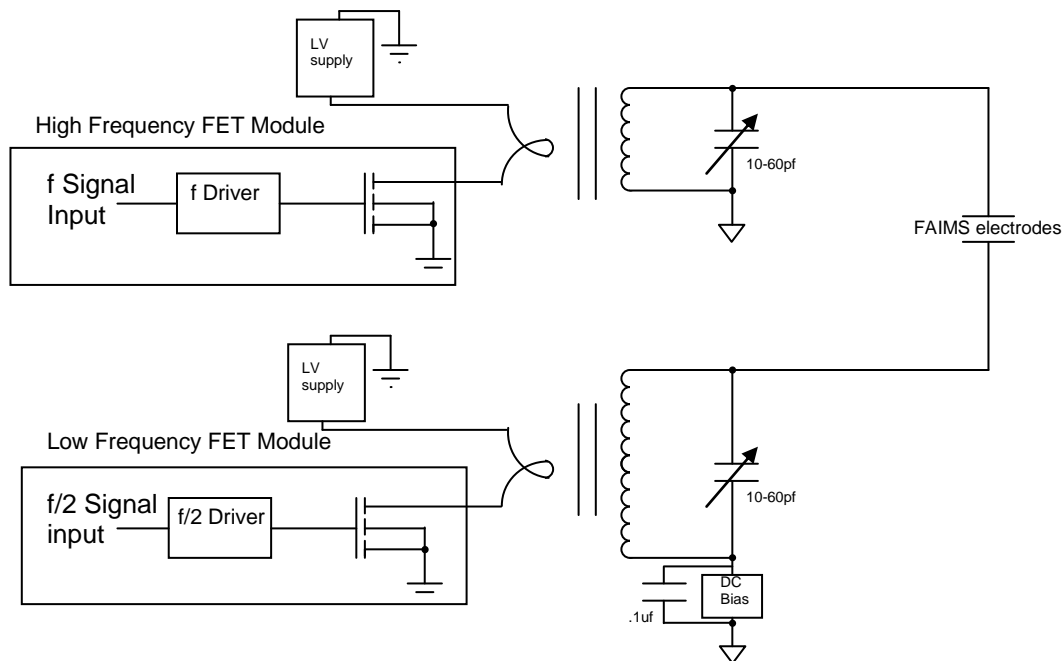 LV
supply
High Frequency FET Module
f Signal
Input
f Driver
10-60pf
FAIMS electrodes
LV
supply
Low Frequency FET Module
f/2 Signal
input
f/2 Driver
10-60pf
DC
Bias
.1uf